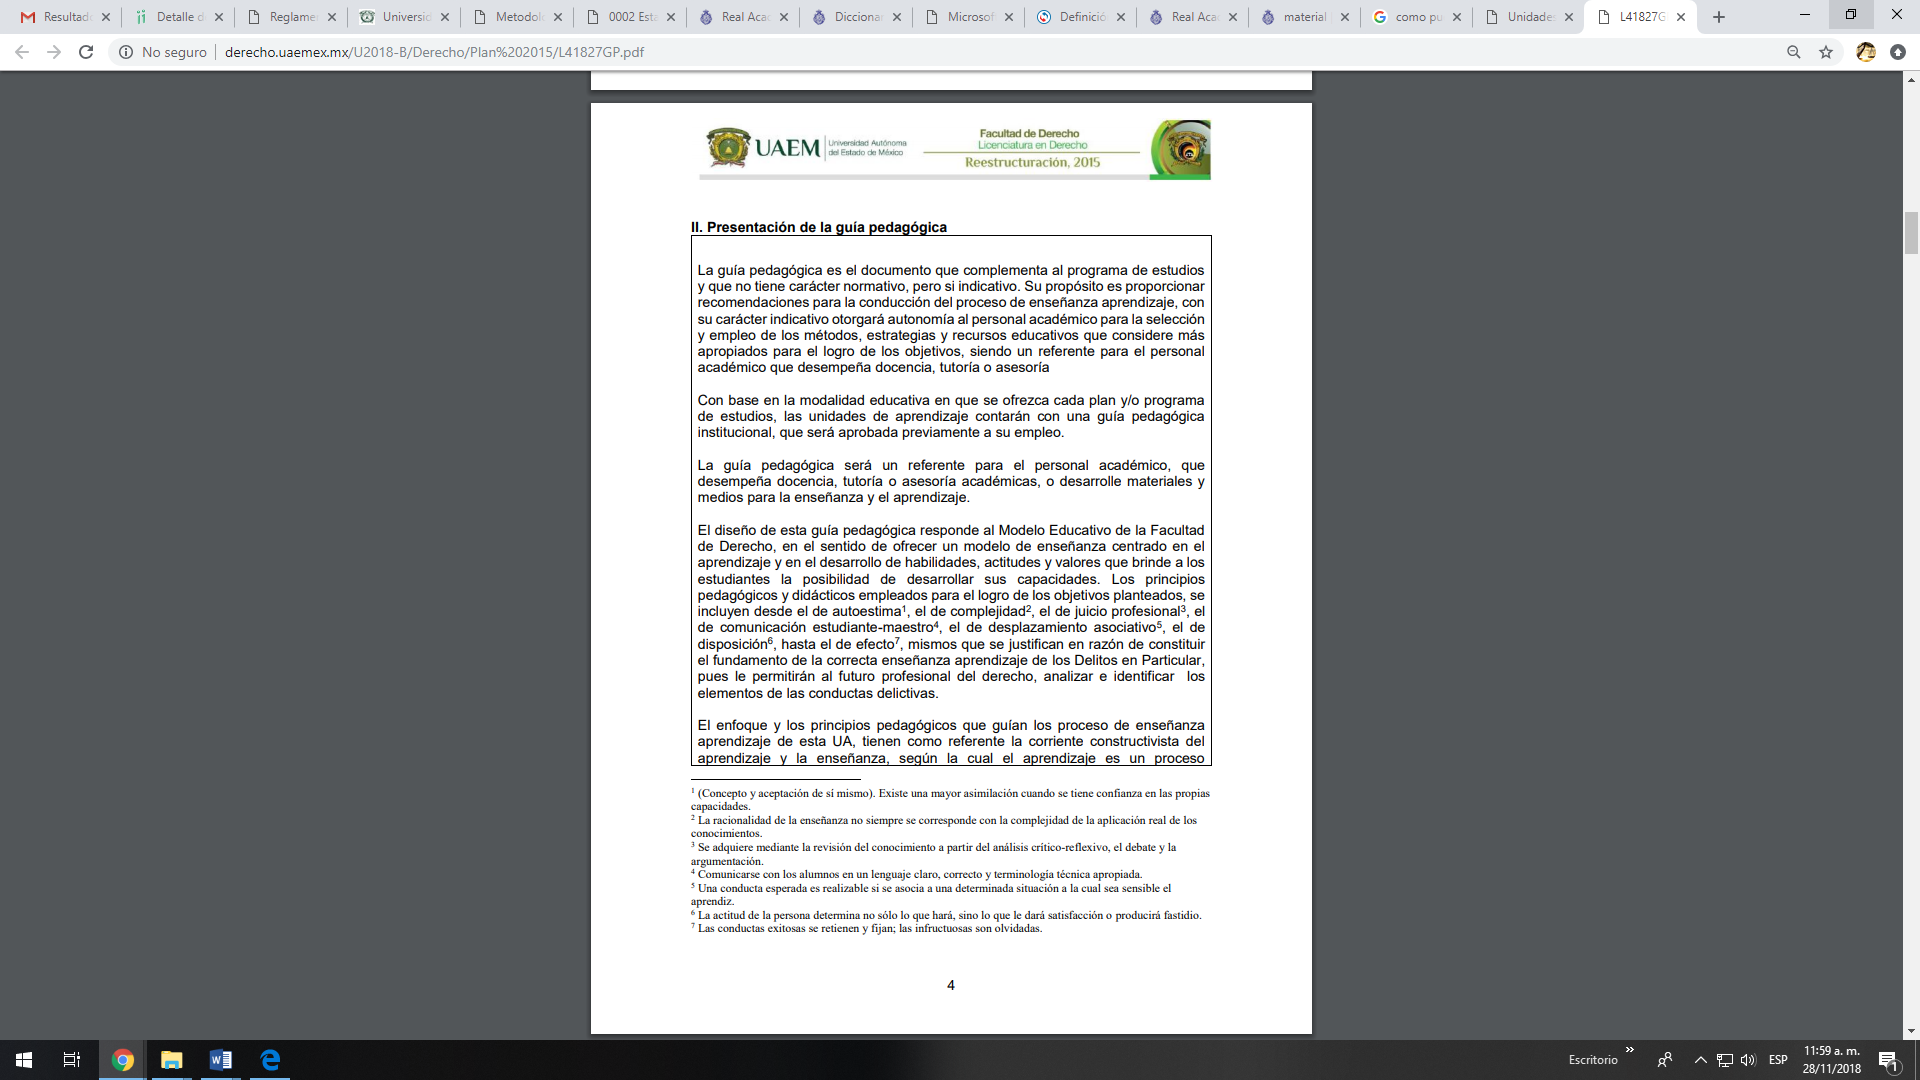 Resultado
Detalle d
Reglame
Universid
Metodolo
0002 Esta
Real Aca
Dicciona
Microsof
Definició
Real Aca
material
como pu
Unidades
L41827G
No seguro
derecho.uaemex.mx/U2018-B/Derecho/Plan%202015/L41827GP.pdf
UAEM
Universidad Autónoma
del Estado de México
Facultad de Derecho
Licenciatura en Derecho
Reestructuración, 2015
II. Presentación de la guía pedagógica
La guía pedagógica es el documento que complementa al programa de estudios
y que no tiene carácter normativo, pero si indicativo. Su propósito es proporcionar
recomendaciones para la conducción del proceso de enseñanza aprendizaje, con
su carácter indicativo otorgará autonomía al personal académico para la selección
y empleo de los métodos, estrategias y recursos educativos que considere más
apropiados para el logro de los objetivos, siendo un referente para el personal
académico que desempeña docencia, tutoría o asesoría
Con base en la modalidad educativa en que se ofrezca cada plan y/o programa
de estudios, las unidades de aprendizaje contarán con una guía pedagógica
institucional, que será aprobada previamente a su empleo.
La guía pedagógica será un referente para el personal académico, que
desempeña docencia, tutoría o asesoría académicas, o desarrolle materiales y
medios para la enseñanza y el aprendizaje.
El diseño de esta guía pedagógica responde al Modelo Educativo de la Facultad
de Derecho, en el sentido de ofrecer un modelo de enseñanza centrado en el
aprendizaje y en el desarrollo de habilidades, actitudes y valores que brinde a los
estudiantes la posibilidad de desarrollar sus capacidades. Los principios
pedagógicos y didácticos empleados para el logro de los objetivos planteados, se
incluyen desde el de autoestima¹, el de complejidad², el de juicio profesional³, el
de comunicación estudiante-maestro⁴, el de desplazamiento asociativo⁵, el de
disposición⁶, hasta el de efecto⁷, mismos que se justifican en razón de constituir
el fundamento de la correcta enseñanza aprendizaje de los Delitos en Particular,
pues le permitirán al futuro profesional del derecho, analizar e identificar los
elementos de las conductas delictivas.
El enfoque y los principios pedagógicos que guían los proceso de enseñanza
aprendizaje de esta UA, tienen como referente la corriente constructivista del
aprendizaje y la enseñanza, según la cual el aprendizaje es un proceso
¹ (Concepto y aceptación de sí mismo). Existe una mayor asimilación cuando se tiene confianza en las propias
capacidades.
² La racionalidad de la enseñanza no siempre se corresponde con la complejidad de la aplicación real de los
conocimientos.
³ Se adquiere mediante la revisión del conocimiento a partir del análisis crítico-reflexivo, el debate y la
argumentación.
⁴ Comunicarse con los alumnos en un lenguaje claro, correcto y terminología técnica apropiada.
⁵ Una conducta esperada es realizable si se asocia a una determinada situación a la cual sea sensible el
aprendiz.
⁶ La actitud de la persona determina no sólo lo que hará, sino lo que le dará satisfacción o producirá fastidio.
⁷ Las conductas exitosas se retienen y fijan; las infructuosas son olvidadas.
4
Escritorio
ESP
11:59 a. m.
28/11/2018
1